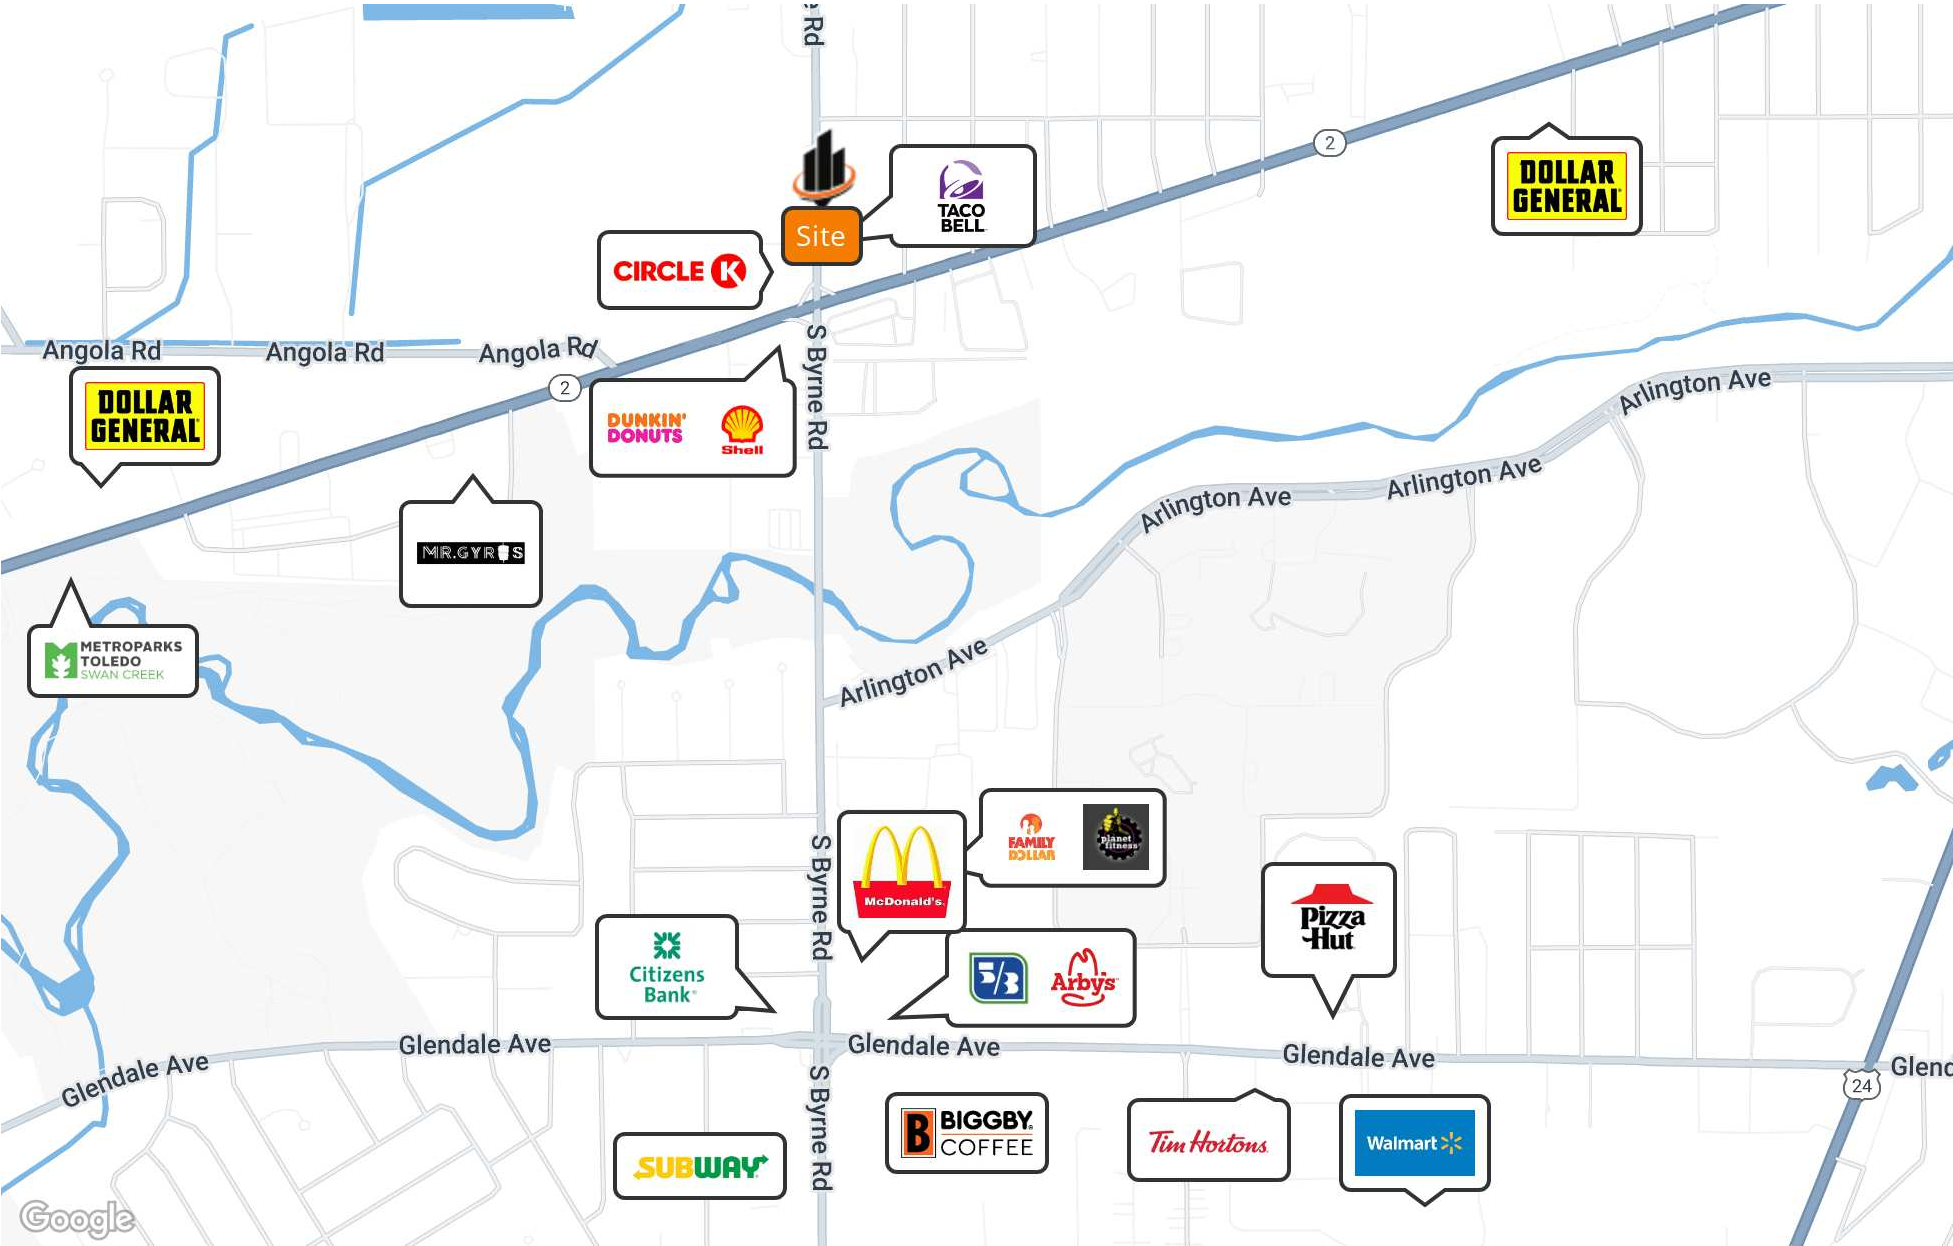 Rd
2
DOLLAR
GENERAL
TACO
BELL
Site
CIRCLE K
S Byrne Rd
Angola Rd
Angola Rd
Angola Rd
2
Arlington Ave
DOLLAR
GENERAL
DUNKIN'
DONUTS
Shell
Arlington Ave
Arlington Ave
MR.GYROS
METROPARKS
TOLEDO
SWAN CREEK
Arlington Ave
S Byrne Rd
FAMILY
DOLLAR
planet
fitness
McDonald's
Pizza
Hut
Citizens
Bank
5/3
Arby's
Glendale Ave
Glendale Ave
Glendale Ave
Glendale Ave
Glend
24
S Byrne Rd
B BIGGBY
COFFEE
Tim Hortons
Walmart
SUBWAY
Google